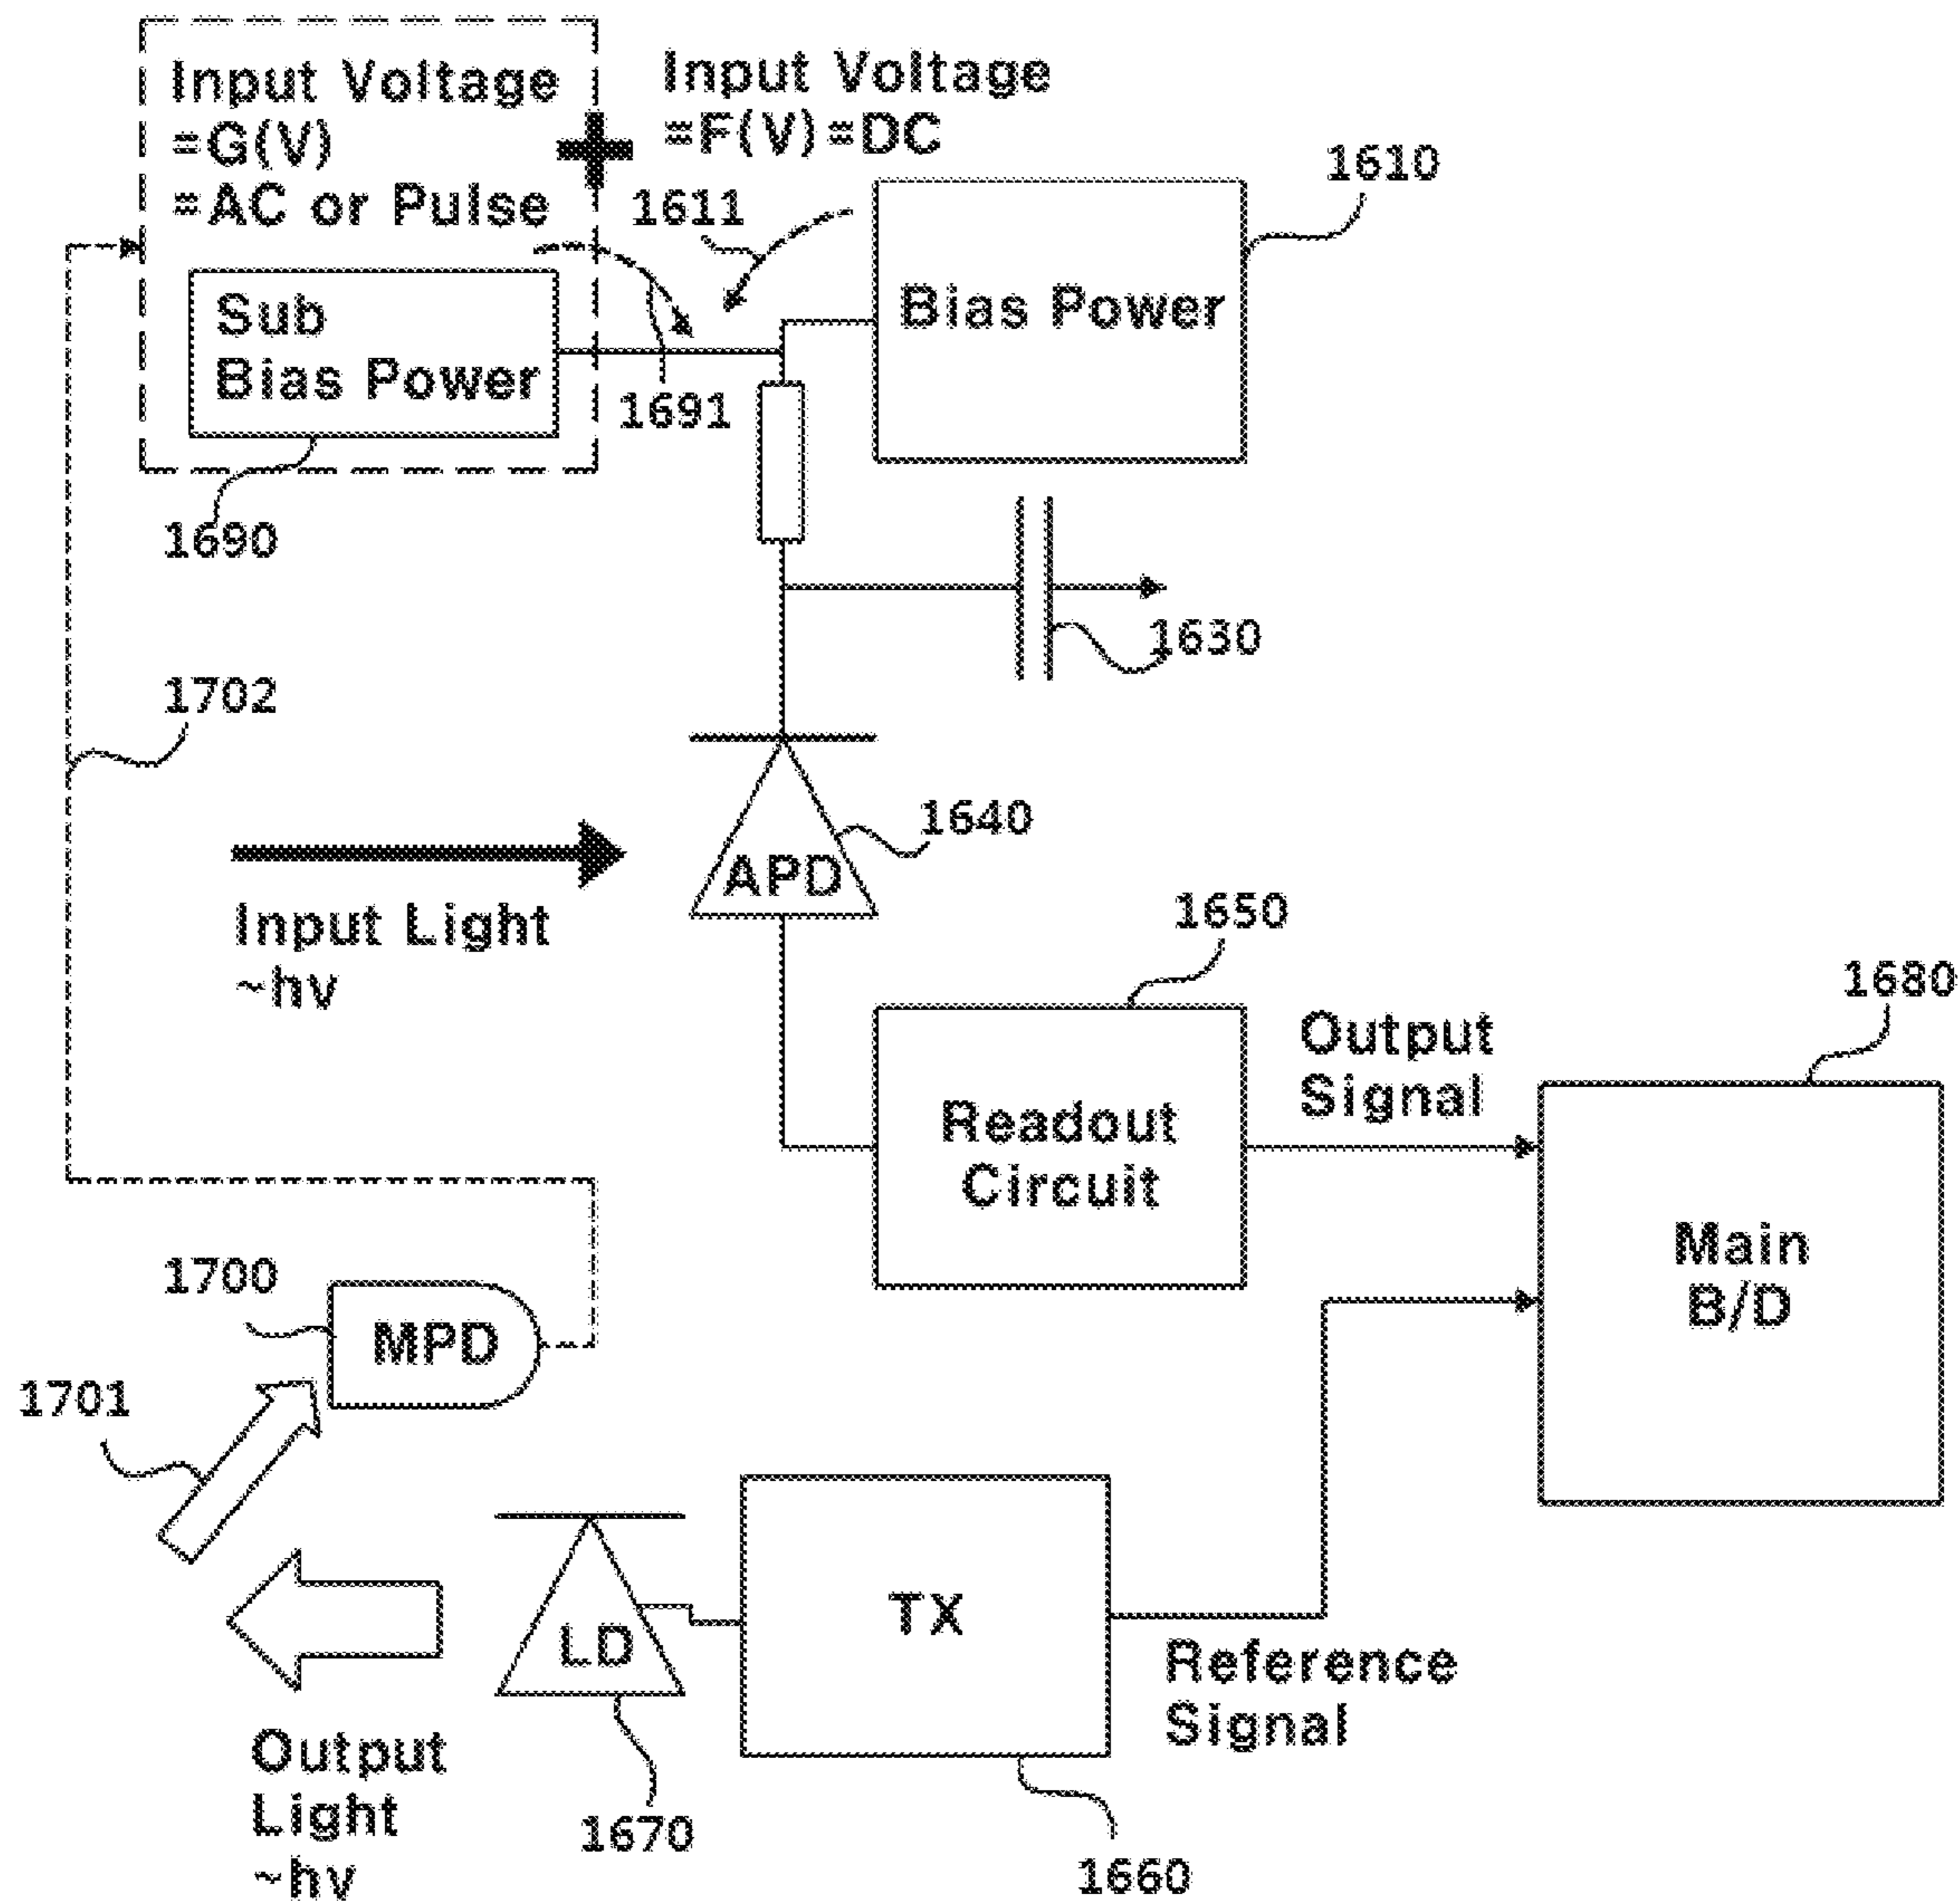 Input Voltage
=G(V)
=AC or Pulse
Input Voltage
=F(V)=DC
1611
1610
Sub
Bias Power
Bias Power
1691
1690
1630
1702
1640
APD
Input Light
~hv
1650
Output
Signal
1680
Readout
Circuit
Main
B/D
1700
MPD
1701
TX
LD
Reference
Signal
Output
Light
~hv
1670
1660